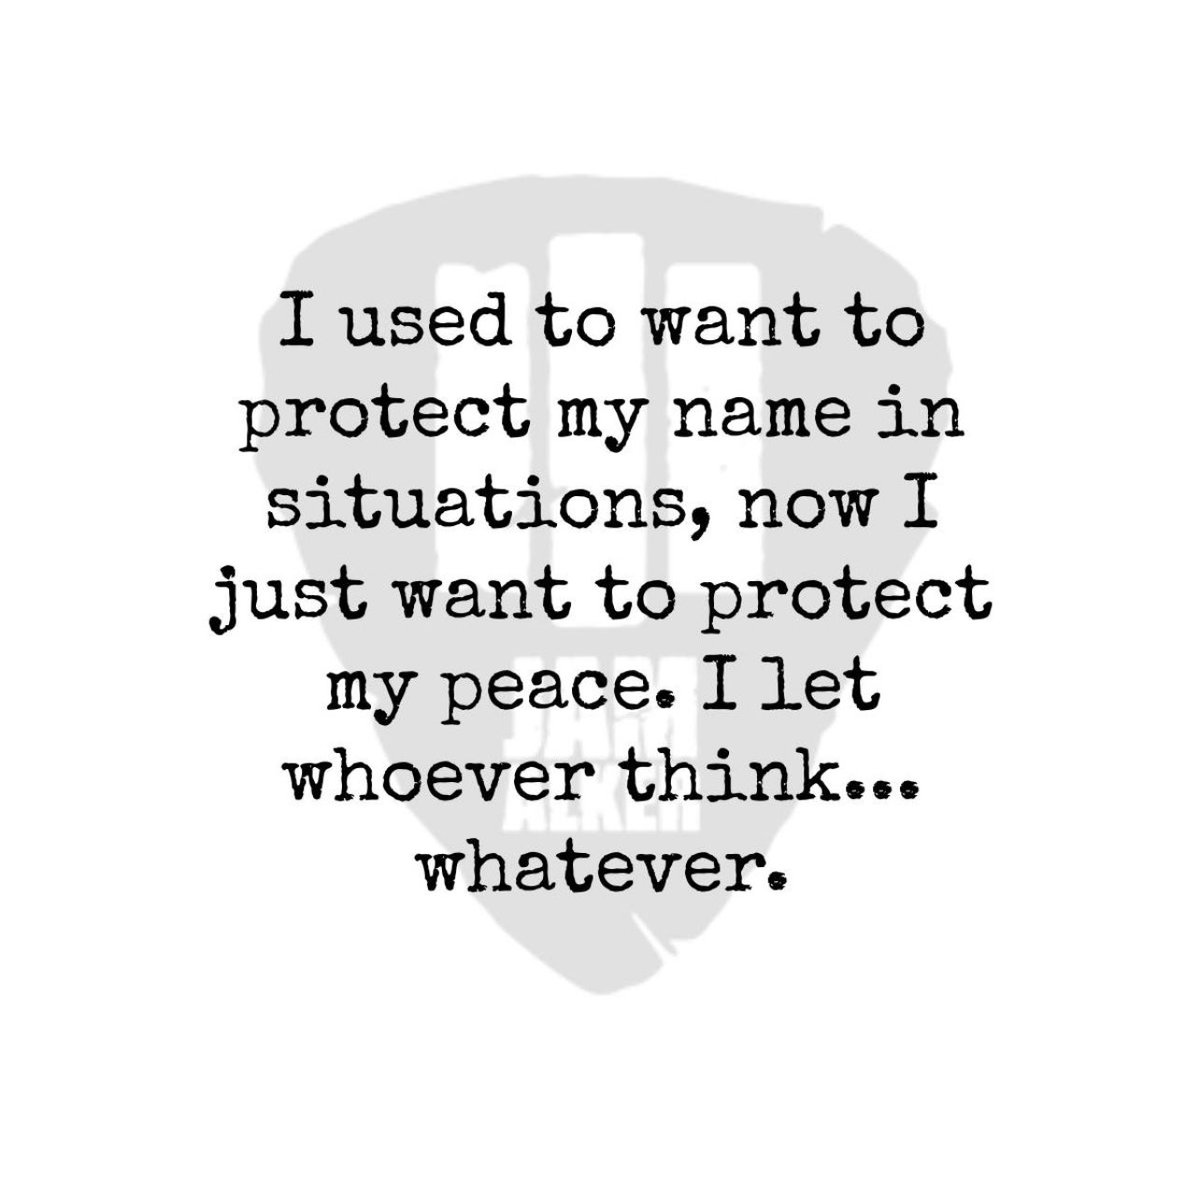 I used to want to
protect my name in
situations, now I
just want to protect
my peace. I let
whoever think...
whatever.
JAM